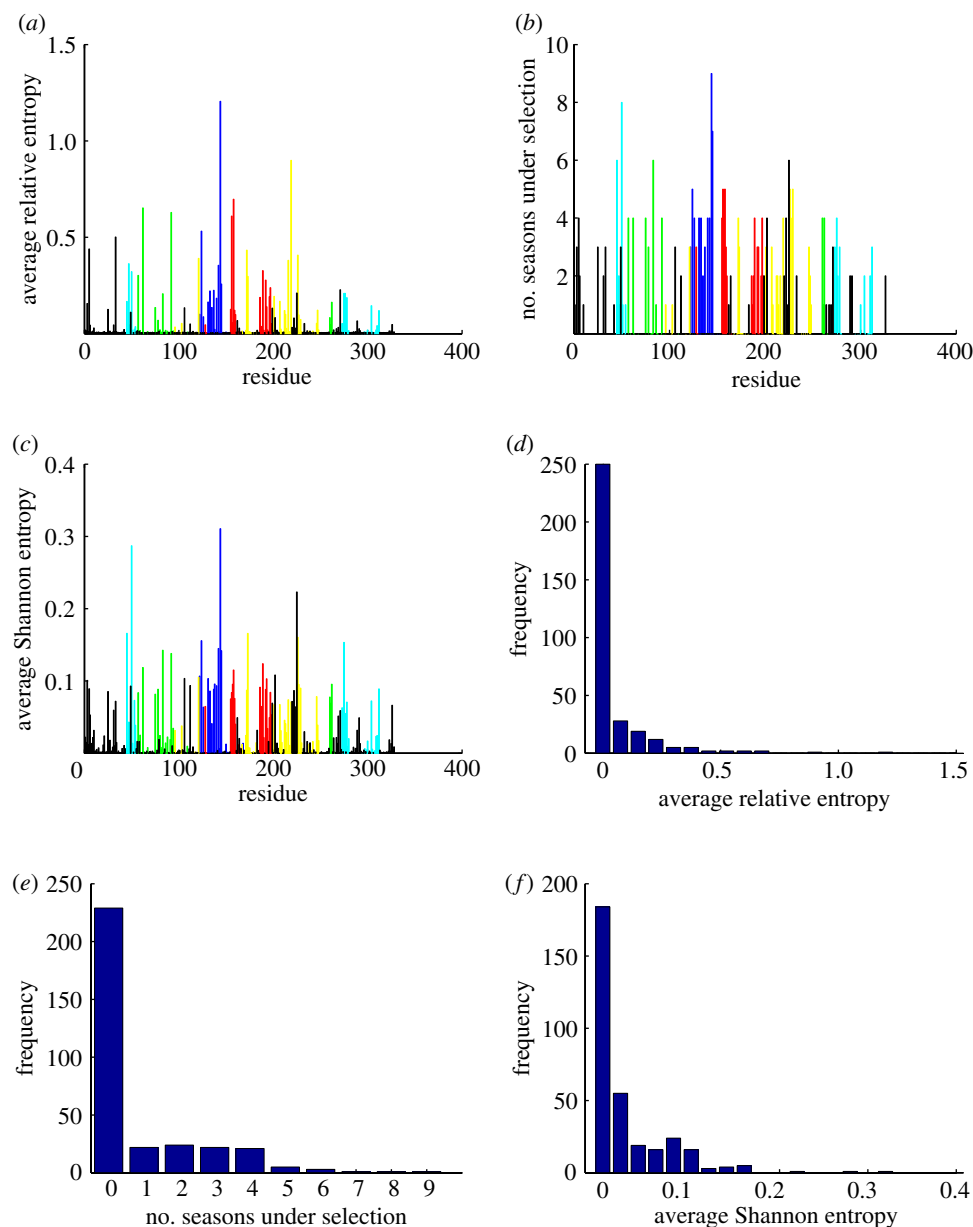 (a)
1.5
1.0
0.5
0 100 200 300 400
average relative entropy
residue
(b)
10
8
6
4
2
0 100 200 300 400
no. seasons under selection
residue
(c)
0.4
0.3
0.2
0.1
0 100 200 300 400
average Shannon entropy
residue
(d)
250
200
150
100
50
0
0 0.5 1.0 1.5
frequency
average relative entropy
(e)
250
200
150
100
50
0
0 1 2 3 4 5 6 7 8 9
frequency
no. seasons under selection
(f)
200
150
100
50
0
0 0.1 0.2 0.3 0.4
frequency
average Shannon entropy